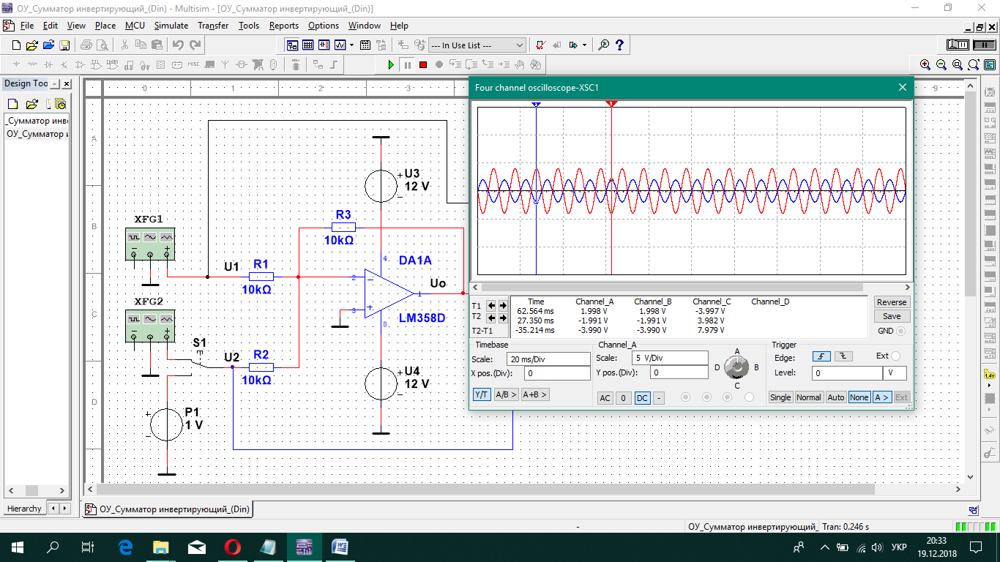 ОУ_Сумматор инвертирующий_(Din) - Multisim - [ОУ_Сумматор инвертирующий_(Din)]
File Edit View Place MCU Simulate Transfer Tools Reports Options Window Help
--- In Use List ---
Design Too
_Сумматор инве
ОУ_Сумматор и
Hierarchy
0 1 2 3 9
A
B
C
D
U3
12 V
R3
10kΩ
XFG1
4
DA1A
U1
R1
10kΩ
2
Uo
1
3
LM358D
8
XFG2
S1
U2
R2
10kΩ
U4
12 V
P1
1 V
Four channel oscilloscope-XSC1
T1
T2
T2-T1
Time Channel_A Channel_B Channel_C Channel_D
62.564 ms 1.998 V 1.998 V -3.997 V
27.350 ms -1.991 V -1.991 V 3.982 V
-35.214 ms -3.990 V -3.990 V 7.979 V
Reverse
Save
GND
Timebase
Scale: 20 ms/Div
X pos.(Div): 0
Y/T A/B > A+B >
Channel_A
Scale: 5 V/Div
Y pos.(Div): 0
AC 0 DC -
A
D B
C
Trigger
Edge: Ext
Level: 0 V
Single Normal Auto None A > Ext
ОУ_Сумматор инвертирующий_(Din)
- ОУ_Сумматор инвертирующий_ Tran: 0.246 s
УКР
20:33
19.12.2018